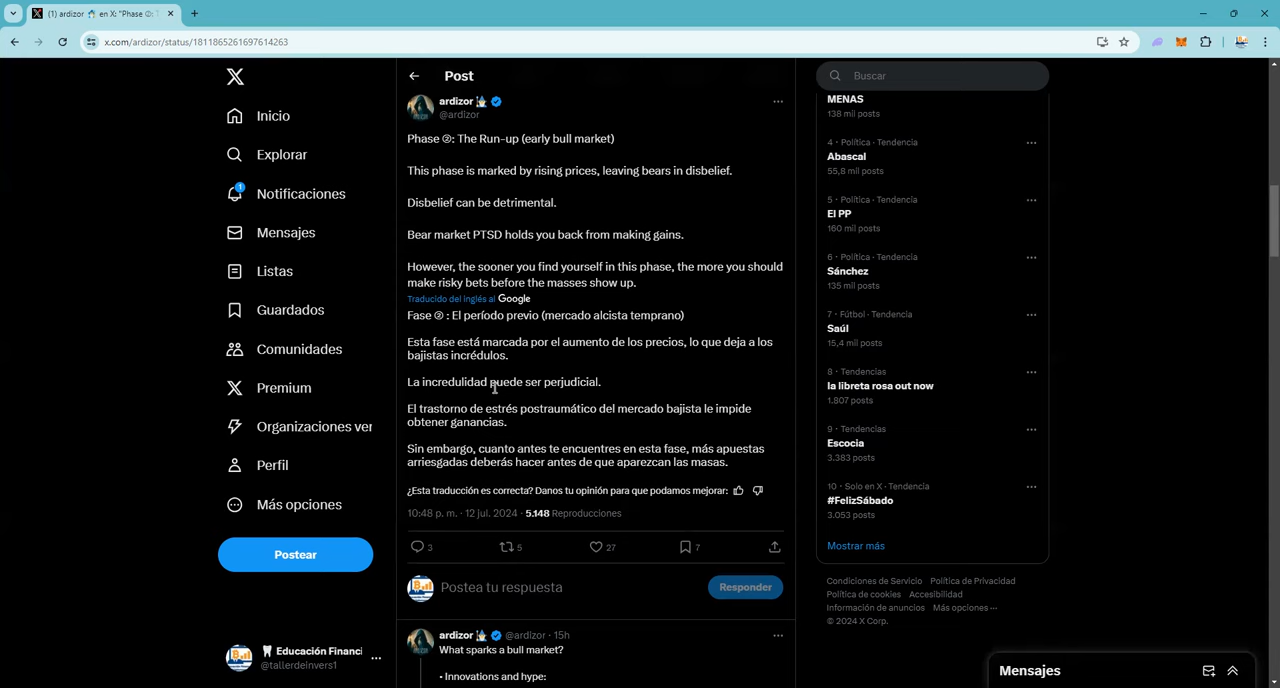 (1) ardizor en X: "Phase ②: T
x.com/ardizor/status/1811865261697614263
X
Inicio
Explorar
1
Notificaciones
Mensajes
Listas
Guardados
Comunidades
Premium
Organizaciones ver
Perfil
Más opciones
Postear
Educación Financi
@tallerdeinvers1
Post
ardizor
@ardizor
Phase ②: The Run-up (early bull market)
This phase is marked by rising prices, leaving bears in disbelief.
Disbelief can be detrimental.
Bear market PTSD holds you back from making gains.
However, the sooner you find yourself in this phase, the more you should
make risky bets before the masses show up.
Traducido del inglés al Google
Fase ② : El período previo (mercado alcista temprano)
Esta fase está marcada por el aumento de los precios, lo que deja a los
bajistas incrédulos.
La incredulidad puede ser perjudicial.
El trastorno de estrés postraumático del mercado bajista le impide
obtener ganancias.
Sin embargo, cuanto antes te encuentres en esta fase, más apuestas
arriesgadas deberás hacer antes de que aparezcan las masas.
¿Esta traducción es correcta? Danos tu opinión para que podamos mejorar:
10:48 p. m. · 12 jul. 2024 · 5.148 Reproducciones
3 5 27 7
Postea tu respuesta
Responder
ardizor @ardizor · 15h
What sparks a bull market?
• Innovations and hype:
Buscar
MENAS
138 mil posts
4 · Política · Tendencia
Abascal
55,8 mil posts
5 · Política · Tendencia
El PP
160 mil posts
6 · Política · Tendencia
Sánchez
135 mil posts
7 · Fútbol · Tendencia
Saúl
15,4 mil posts
8 · Tendencias
la libreta rosa out now
1.807 posts
9 · Tendencias
Escocia
3.383 posts
10 · Solo en X · Tendencia
#FelizSábado
3.053 posts
Mostrar más
Condiciones de Servicio Política de Privacidad
Política de cookies Accesibilidad
Información de anuncios Más opciones ···
© 2024 X Corp.
Mensajes